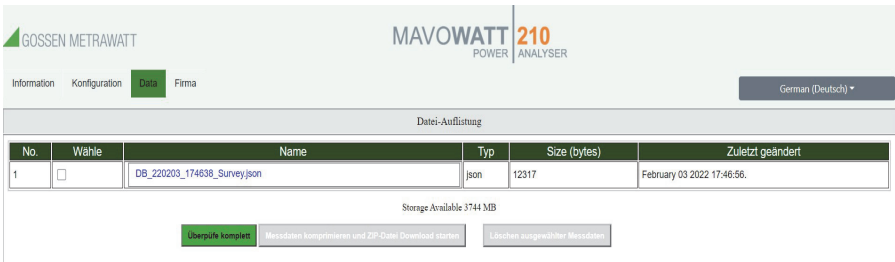 GOSSEN METRAWATT
MAVOWATT 210
POWER ANALYSER
Information Konfiguration Data Firma
German (Deutsch)
Datei-Auflistung
No. Wähle Name Typ Size (bytes) Zuletzt geändert
1 DB_220203_174638_Survey.json json 12317 February 03 2022 17:46:56.
Storage Available 3744 MB
Überpüfe komplett Messdaten komprimieren und ZIP-Datei Download starten Löschen ausgewählter Messdaten